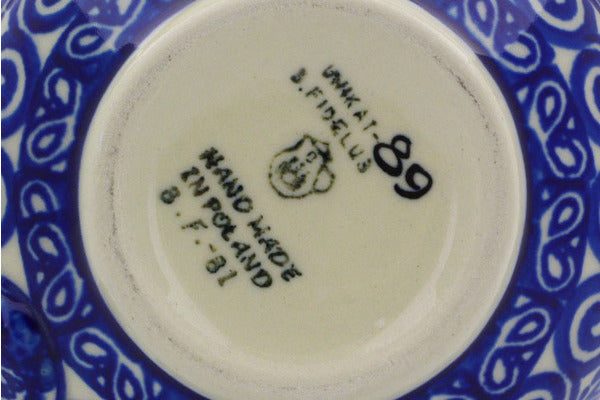 UNIKAT-89
B. FIDELUS
HAND MADE
IN POLAND
B. F.-81